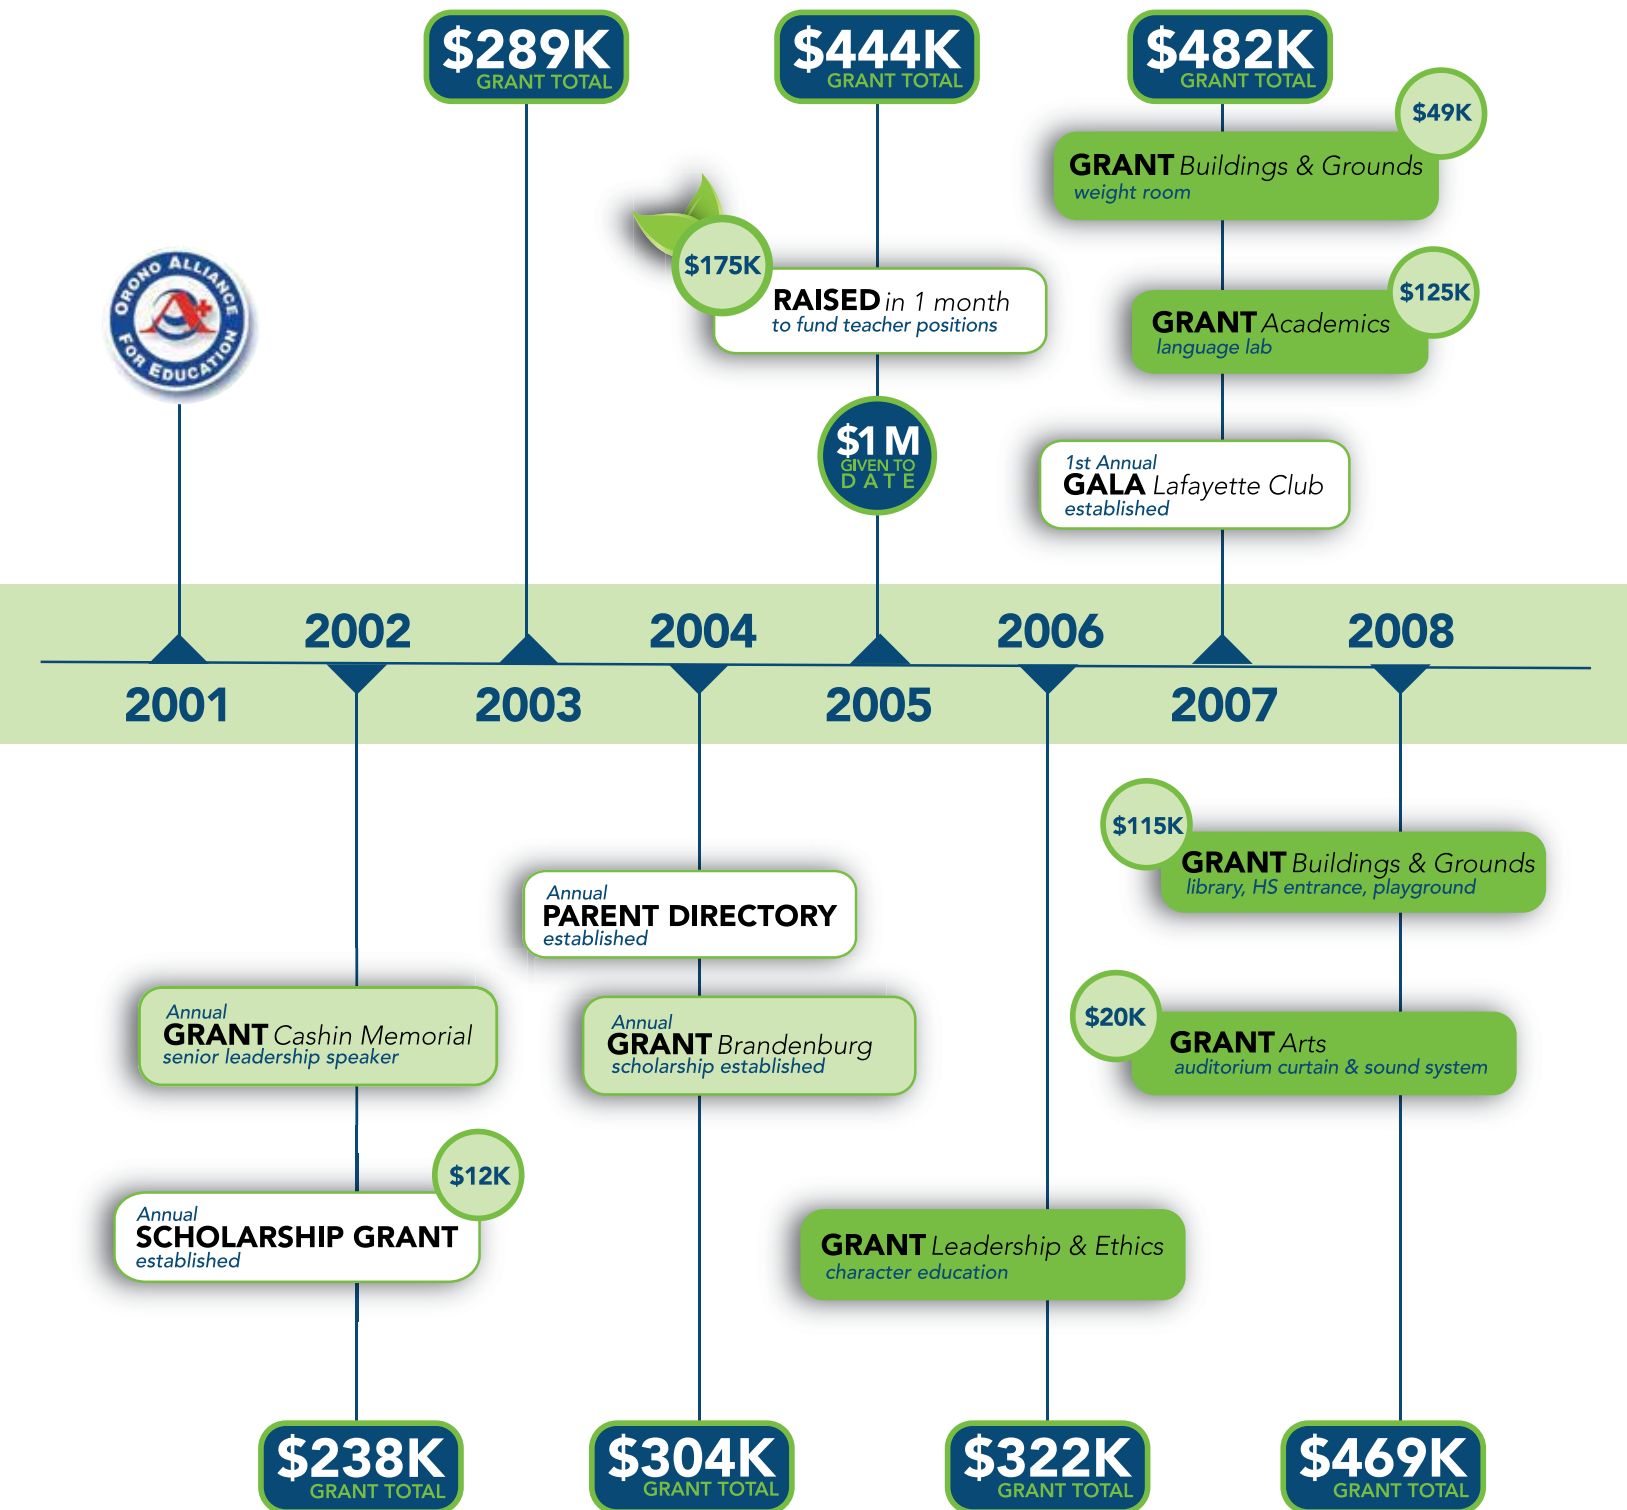 $289K
GRANT TOTAL
$444K
GRANT TOTAL
$482K
GRANT TOTAL
$49K
GRANT Buildings & Grounds
weight room
$175K
RAISED in 1 month
to fund teacher positions
$125K
GRANT Academics
language lab
ORONO ALLIANCE
A+
FOR EDUCATION
$1 M
GIVEN TO
DATE
1st Annual
GALA Lafayette Club
established
2002
2004
2006
2008
2001
2003
2005
2007
$115K
GRANT Buildings & Grounds
library, HS entrance, playground
Annual
PARENT DIRECTORY
established
Annual
GRANT Cashin Memorial
senior leadership speaker
Annual
GRANT Brandenburg
scholarship established
$20K
GRANT Arts
auditorium curtain & sound system
$12K
Annual
SCHOLARSHIP GRANT
established
GRANT Leadership & Ethics
character education
$238K
GRANT TOTAL
$304K
GRANT TOTAL
$322K
GRANT TOTAL
$469K
GRANT TOTAL